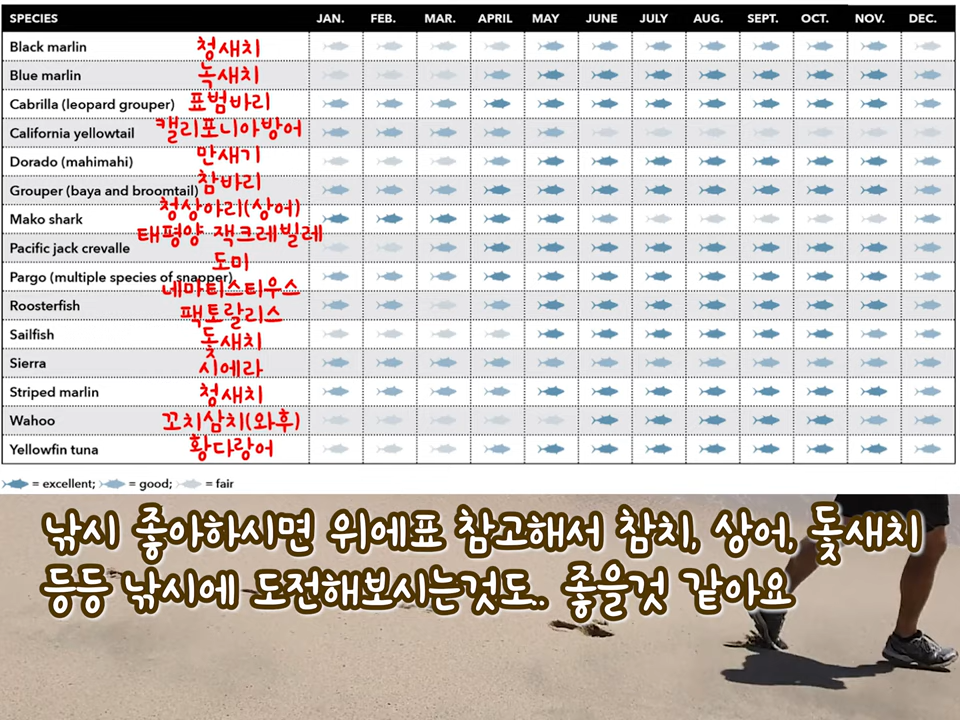 SPECIES JAN. FEB. MAR. APRIL MAY JUNE JULY AUG. SEPT. OCT. NOV. DEC.
Black marlin 청새치
Blue marlin 녹새치
Cabrilla (leopard grouper) 표범바리
California yellowtail 캘리포니아방어
Dorado (mahimahi) 만새기
Grouper (baya and broomtail) 참바리
Mako shark 청상아리(상어)
Pacific jack crevalle 태평양 잭크레빌레
Pargo (multiple species of snapper) 도미
Roosterfish 네마티스티우스
팩토랄리스
Sailfish 돛새치
Sierra 시에라
Striped marlin 청새치
Wahoo 꼬치삼치(와후)
Yellowfin tuna 황다랑어
= excellent; = good; = fair
낚시 좋아하시면 위에표 참고해서 참치, 상어, 돛새치
등등 낚시에 도전해보시는것도.. 좋을것 같아요